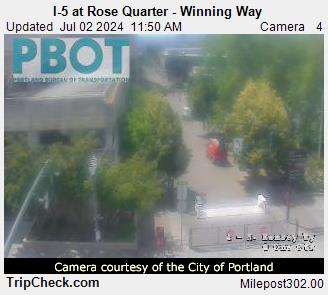 I-5 at Rose Quarter - Winning Way
Updated Jul 02 2024 11:50 AM Camera 4
PBOT
PORTLAND BUREAU OF TRANSPORTATION
Camera courtesy of the City of Portland
TripCheck.com Milepost302.00